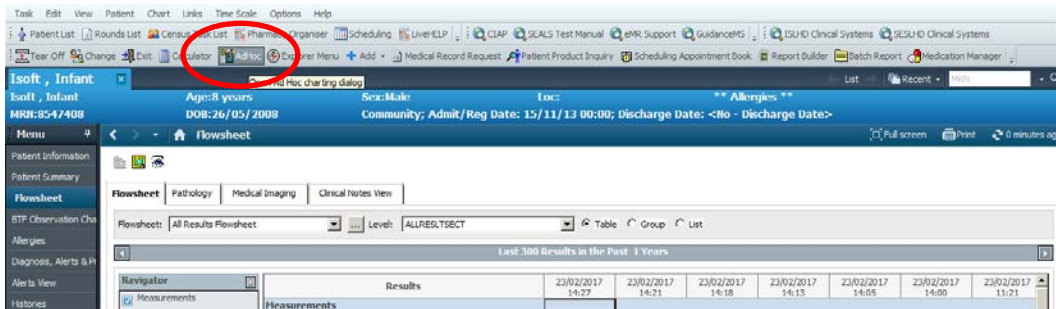 Task Edit View Patient Chart Links Time Scale Options Help
Patient List Rounds List Census Task List Pharmacy Organiser Scheduling LiverHELP CIAP SEALS Test Manual eMR Support GuidanceMS ISLHD Clinical Systems SESLHD Clinical Systems
Tear Off Change Exit Calculator AdHoc Explorer Menu Add Medical Record Request Patient Product Inquiry Scheduling Appointment Book Report Builder Batch Report Medication Manager
Isoft , Infant List Recent MRN
Ad Hoc charting dialog
Isoft , Infant Age:8 years Sex:Male Loc: ** Allergies **
MRN:8547408 DOB:26/05/2008 Community; Admit/Reg Date: 15/11/13 00:00; Discharge Date: <No - Discharge Date>
Menu Flowsheet Full screen Print 0 minutes ag
Patient Information
Patient Summary
Flowsheet Flowsheet Pathology Medical Imaging Clinical Notes View
BTF Observation Cha Flowsheet: All Results Flowsheet ... Level: ALLRESLTSECT Table Group List
Allergies
Diagnosis, Alerts & Pr Last 300 Results in the Past 1 Years
Alerts View Navigator Results 23/02/2017 14:27 23/02/2017 14:21 23/02/2017 14:18 23/02/2017 14:13 23/02/2017 14:05 23/02/2017 14:00 23/02/2017 11:21
Histories Measurements Measurements